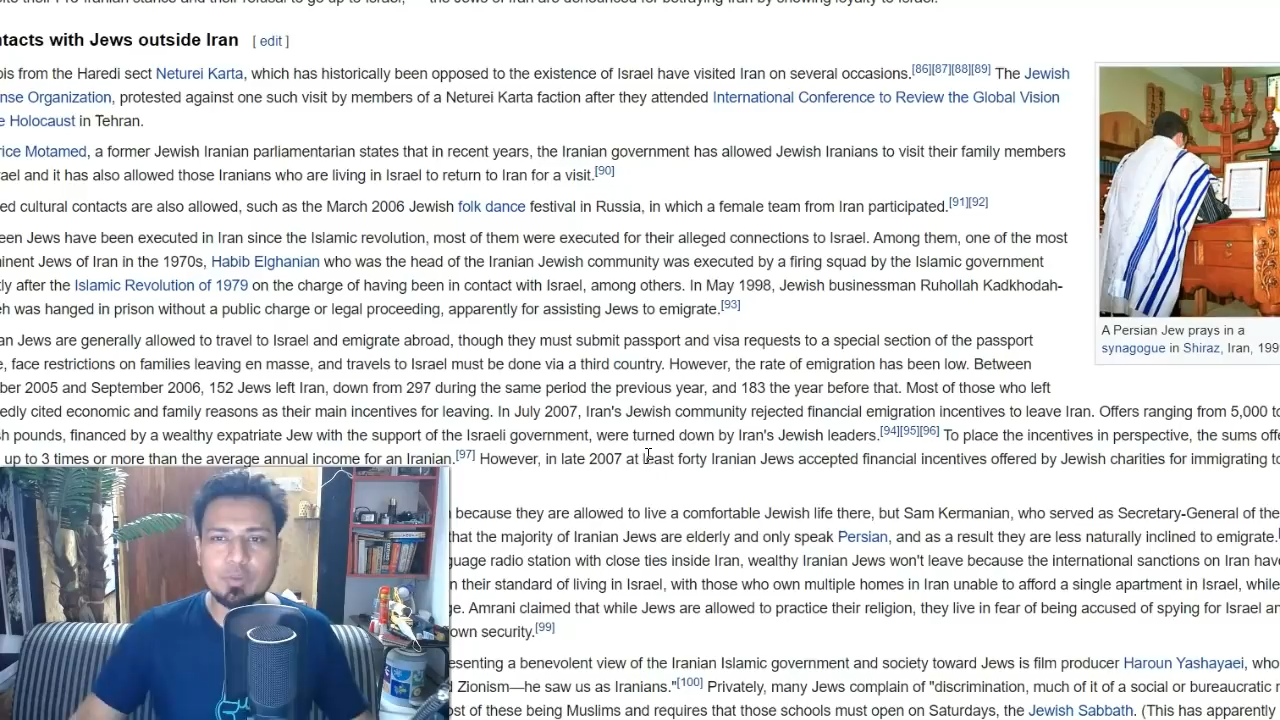 the Jews of Iran are denounced for betraying Iran by showing loyalty to Israel.
ntacts with Jews outside Iran [ edit ]
ois from the Haredi sect Neturei Karta, which has historically been opposed to the existence of Israel have visited Iran on several occasions.[86][87][88][89] The Jewish
nse Organization, protested against one such visit by members of a Neturei Karta faction after they attended International Conference to Review the Global Vision
e Holocaust in Tehran.
rice Motamed, a former Jewish Iranian parliamentarian states that in recent years, the Iranian government has allowed Jewish Iranians to visit their family members
rael and it has also allowed those Iranians who are living in Israel to return to Iran for a visit.[90]
ed cultural contacts are also allowed, such as the March 2006 Jewish folk dance festival in Russia, in which a female team from Iran participated.[91][92]
een Jews have been executed in Iran since the Islamic revolution, most of them were executed for their alleged connections to Israel. Among them, one of the most
inent Jews of Iran in the 1970s, Habib Elghanian who was the head of the Iranian Jewish community was executed by a firing squad by the Islamic government
tly after the Islamic Revolution of 1979 on the charge of having been in contact with Israel, among others. In May 1998, Jewish businessman Ruhollah Kadkhodah-
eh was hanged in prison without a public charge or legal proceeding, apparently for assisting Jews to emigrate.[93]
A Persian Jew prays in a
synagogue in Shiraz, Iran, 199
an Jews are generally allowed to travel to Israel and emigrate abroad, though they must submit passport and visa requests to a special section of the passport
e, face restrictions on families leaving en masse, and travels to Israel must be done via a third country. However, the rate of emigration has been low. Between
ber 2005 and September 2006, 152 Jews left Iran, down from 297 during the same period the previous year, and 183 the year before that. Most of those who left
edly cited economic and family reasons as their main incentives for leaving. In July 2007, Iran's Jewish community rejected financial emigration incentives to leave Iran. Offers ranging from 5,000 to
sh pounds, financed by a wealthy expatriate Jew with the support of the Israeli government, were turned down by Iran's Jewish leaders.[94][95][96] To place the incentives in perspective, the sums offe
up to 3 times or more than the average annual income for an Iranian.[97] However, in late 2007 at least forty Iranian Jews accepted financial incentives offered by Jewish charities for immigrating to
because they are allowed to live a comfortable Jewish life there, but Sam Kermanian, who served as Secretary-General of the
that the majority of Iranian Jews are elderly and only speak Persian, and as a result they are less naturally inclined to emigrate.
guage radio station with close ties inside Iran, wealthy Iranian Jews won't leave because the international sanctions on Iran have
n their standard of living in Israel, with those who own multiple homes in Iran unable to afford a single apartment in Israel, while
ge. Amrani claimed that while Jews are allowed to practice their religion, they live in fear of being accused of spying for Israel an
own security.[99]
esenting a benevolent view of the Iranian Islamic government and society toward Jews is film producer Haroun Yashayaei, who
d Zionism—he saw us as Iranians."[100] Privately, many Jews complain of "discrimination, much of it of a social or bureaucratic n
ost of these being Muslims and requires that those schools must open on Saturdays, the Jewish Sabbath. (This has apparently